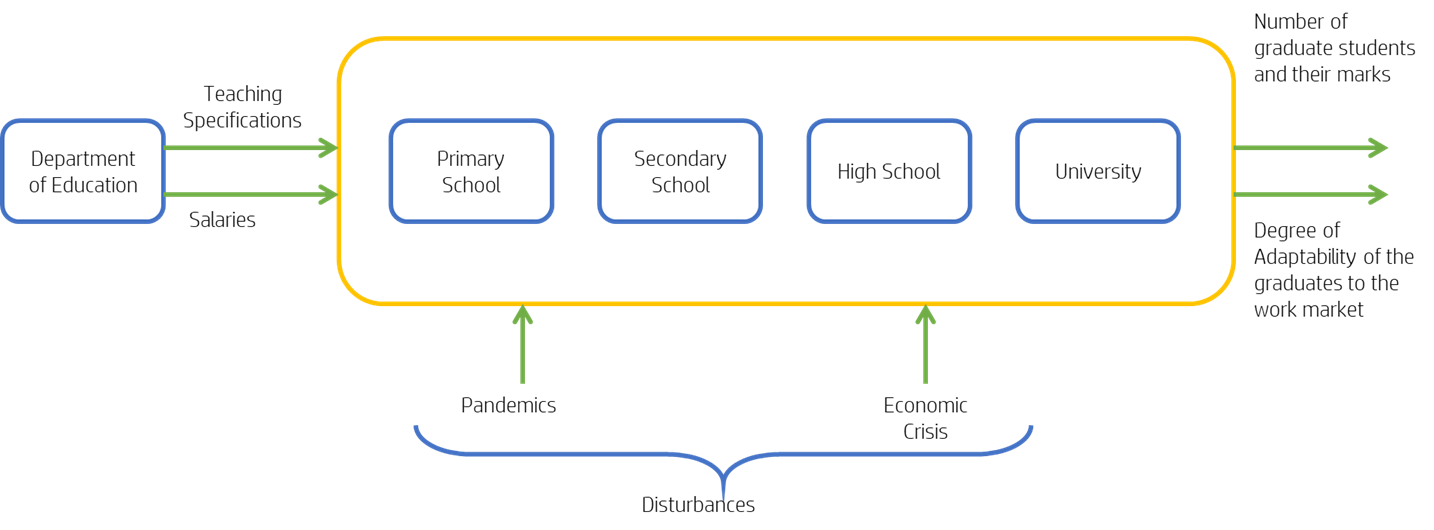 Department
of Education
Teaching
Specifications
Salaries
Primary
School
Secondary
School
High School
University
Number of
graduate students
and their marks
Degree of
Adaptability of the
graduates to the
work market
Pandemics
Economic
Crisis
Disturbances